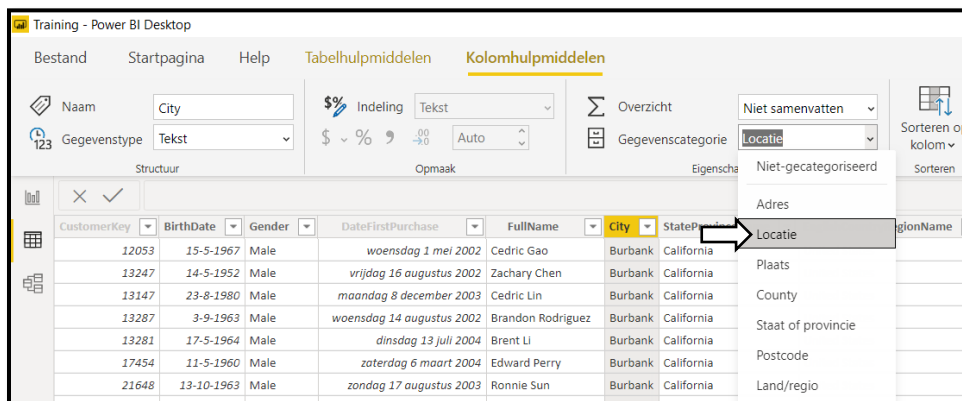 Training - Power BI Desktop
Bestand Startpagina Help Tabelhulpmiddelen Kolomhulpmiddelen
Naam City $% Indeling Tekst Overzicht Niet samenvatten
123 Gegevenstype Tekst $ % Auto Gegevenscategorie Locatie Sorteren
kolom
Structuur Opmaak Sorteren
Niet-gecategoriseerd
Adres
Locatie
Plaats
County
Staat of provincie
Postcode
Land/regio
CustomerKey BirthDate Gender DateFirstPurchase FullName City
12053 15-5-1967 Male woensdag 1 mei 2002 Cedric Gao Burbank California
13247 14-5-1952 Male vrijdag 16 augustus 2002 Zachary Chen Burbank California
13147 23-8-1980 Male maandag 8 december 2003 Cedric Lin Burbank California
13287 3-9-1963 Male woensdag 14 augustus 2002 Brandon Rodriguez Burbank California
13281 17-5-1964 Male dinsdag 13 juli 2004 Brent Li Burbank California
17454 11-5-1960 Male zaterdag 6 maart 2004 Edward Perry Burbank California
21648 13-10-1963 Male zondag 17 augustus 2003 Ronnie Sun Burbank California